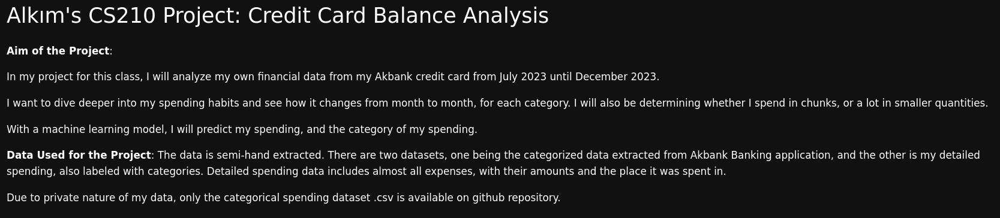 Alkım's CS210 Project: Credit Card Balance Analysis
Aim of the Project:
In my project for this class, I will analyze my own financial data from my Akbank credit card from July 2023 until December 2023.
I want to dive deeper into my spending habits and see how it changes from month to month, for each category. I will also be determining whether I spend in chunks, or a lot in smaller quantities.
With a machine learning model, I will predict my spending, and the category of my spending.
Data Used for the Project: The data is semi-hand extracted. There are two datasets, one being the categorized data extracted from Akbank Banking application, and the other is my detailed
spending, also labeled with categories. Detailed spending data includes almost all expenses, with their amounts and the place it was spent in.
Due to private nature of my data, only the categorical spending dataset .csv is available on github repository.